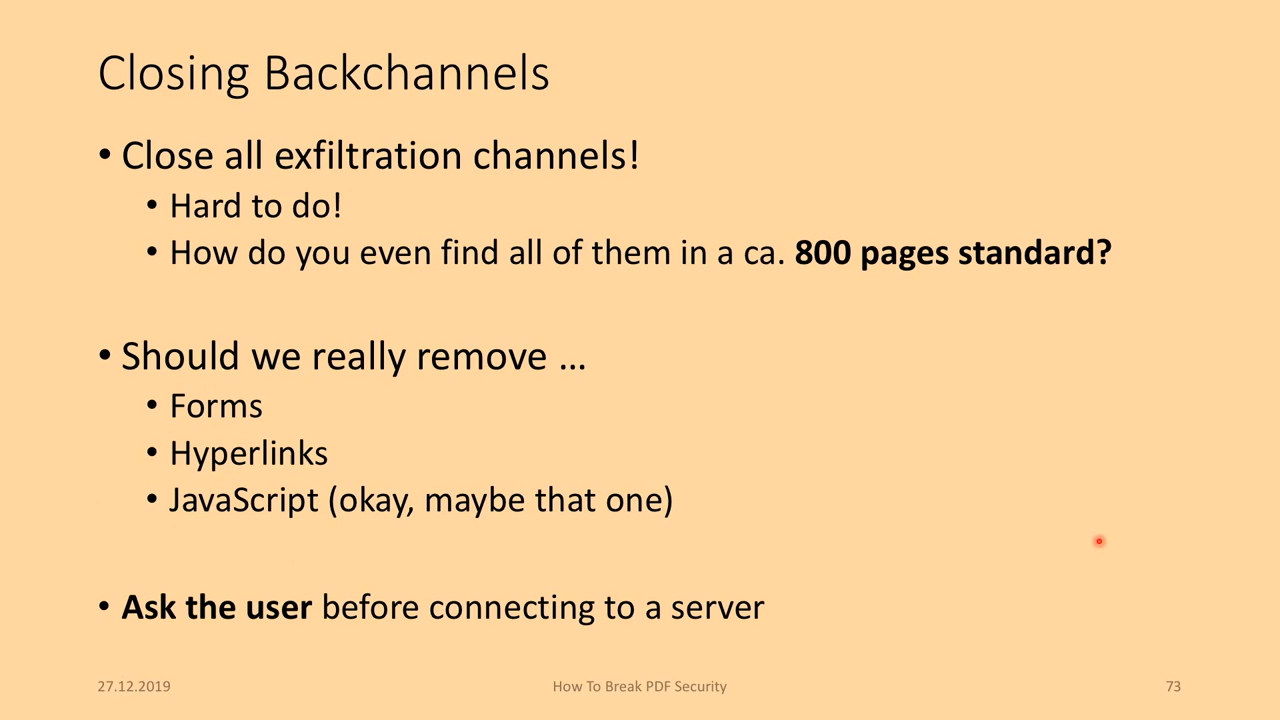 Closing Backchannels
• Close all exfiltration channels!
• Hard to do!
• How do you even find all of them in a ca. 800 pages standard?
• Should we really remove …
• Forms
• Hyperlinks
• JavaScript (okay, maybe that one)
• Ask the user before connecting to a server
27.12.2019
How To Break PDF Security
73